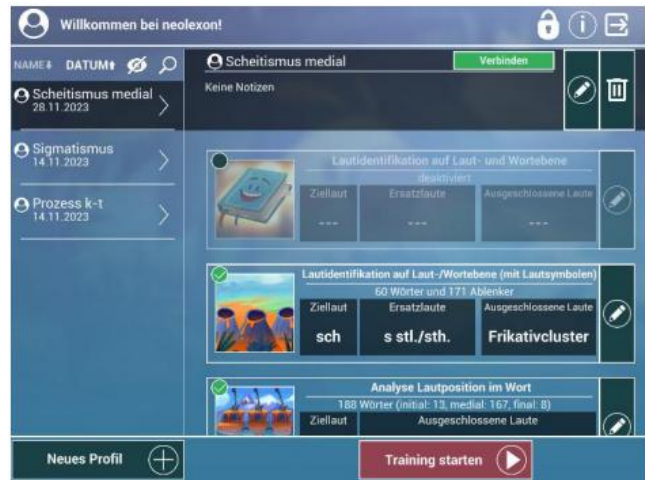 Willkommen bei neolexon!
NAME DATUM
Scheitismus medial
28.11.2023
Sigmatismus
14.11.2023
Prozess k-t
14.11.2023
Scheitismus medial
Verbinden
Keine Notizen
Lautidentifikation auf Laut- und Wortebene
deaktiviert
Ziellaut Ersatzlaute Ausgeschlossene Laute
--- --- ---
Lautidentifikation auf Laut-/Wortebene (mit Lautsymbolen)
60 Wörter und 171 Ablenker
Ziellaut Ersatzlaute Ausgeschlossene Laute
sch s stl./sth. Frikativcluster
Analyse Lautposition im Wort
188 Wörter (initial: 13, medial: 167, final: 8)
Ziellaut Ausgeschlossene Laute
Neues Profil
Training starten